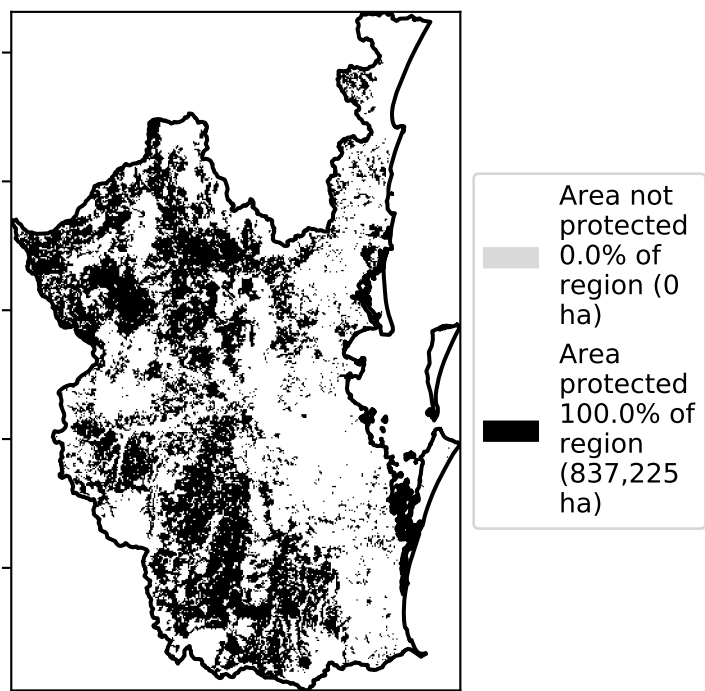 Area not
protected
0.0% of
region (0
ha)
Area
protected
100.0% of
region
(837,225
ha)